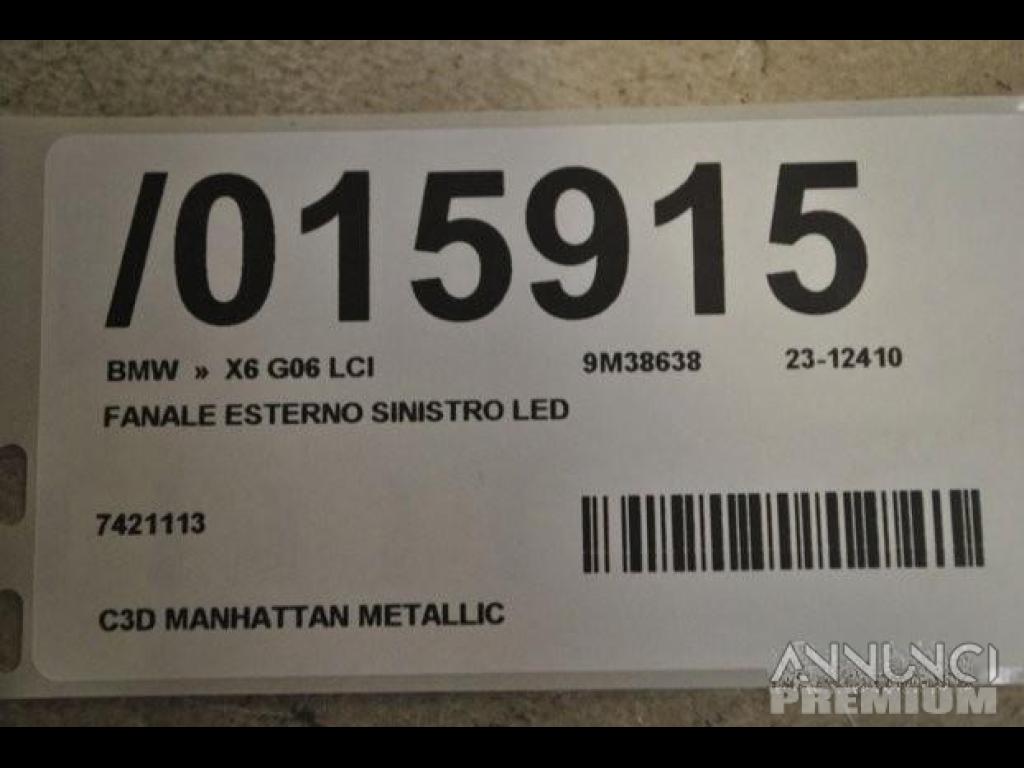 /015915
BMW » X6 G06 LCI 9M38638 23-12410
FANALE ESTERNO SINISTRO LED
7421113
C3D MANHATTAN METALLIC
ANNUNCI
PREMIUM